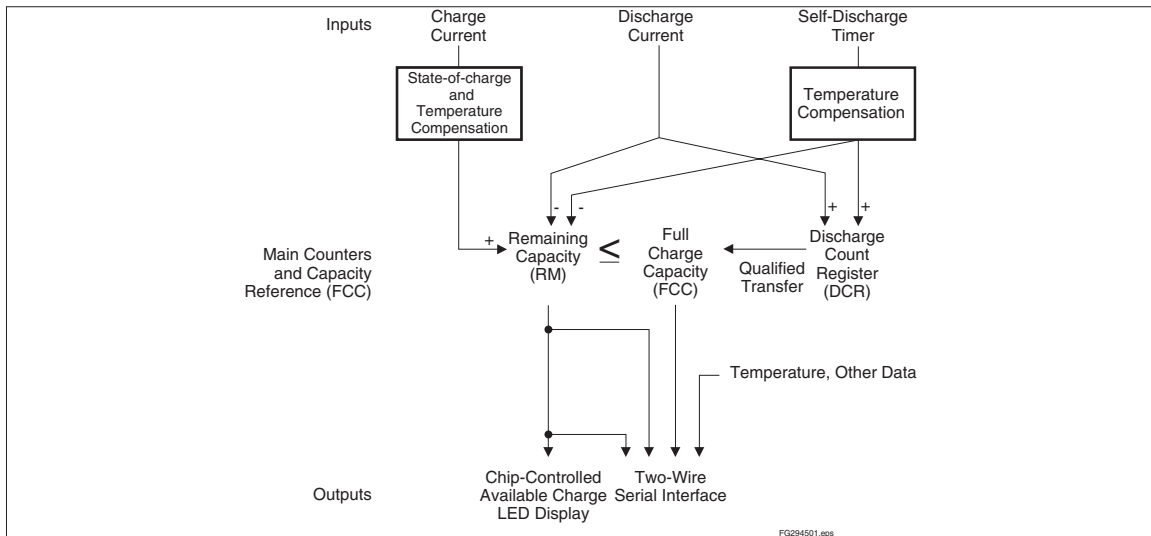 Inputs
Charge
Current
Discharge
Current
Self-Discharge
Timer
State-of-charge
and
Temperature
Compensation
Temperature
Compensation
- - + +
+
Main Counters
and Capacity
Reference (FCC)
Remaining
Capacity
(RM)
≤
Full
Charge
Capacity
(FCC)
Qualified
Transfer
Discharge
Count
Register
(DCR)
Temperature, Other Data
Outputs
Chip-Controlled
Available Charge
LED Display
Two-Wire
Serial Interface
FG294501.eps